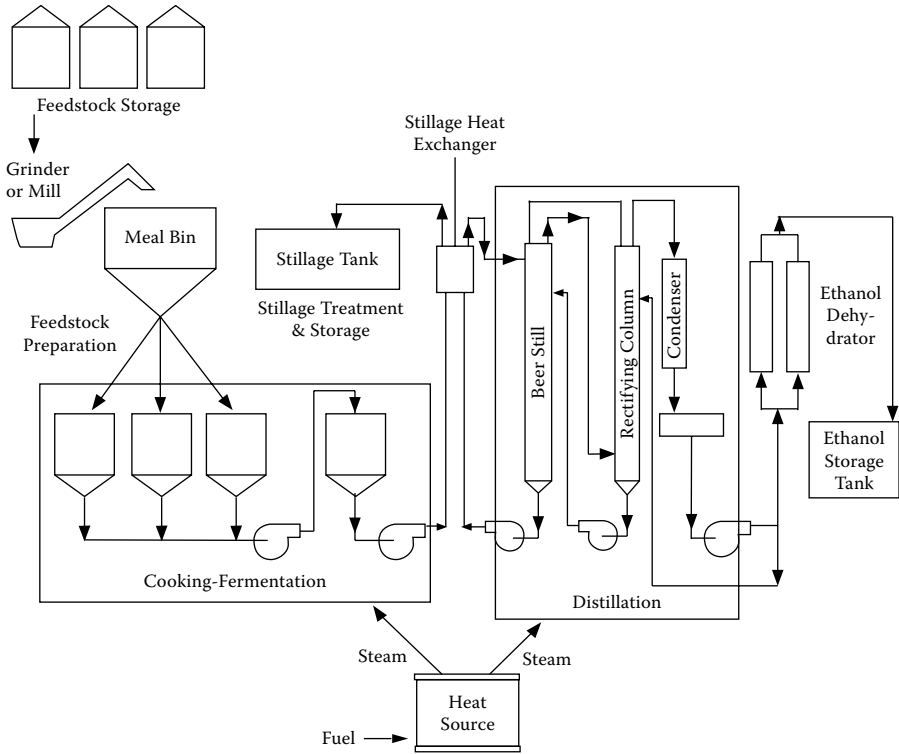 Feedstock Storage
Grinder
or Mill
Meal Bin
Feedstock
Preparation
Stillage Heat
Exchanger
Stillage Tank
Stillage Treatment
& Storage
Beer Still
Rectifying Column
Condenser
Ethanol
Dehy-
drator
Ethanol
Storage
Tank
Cooking-Fermentation
Distillation
Steam
Steam
Heat
Source
Fuel